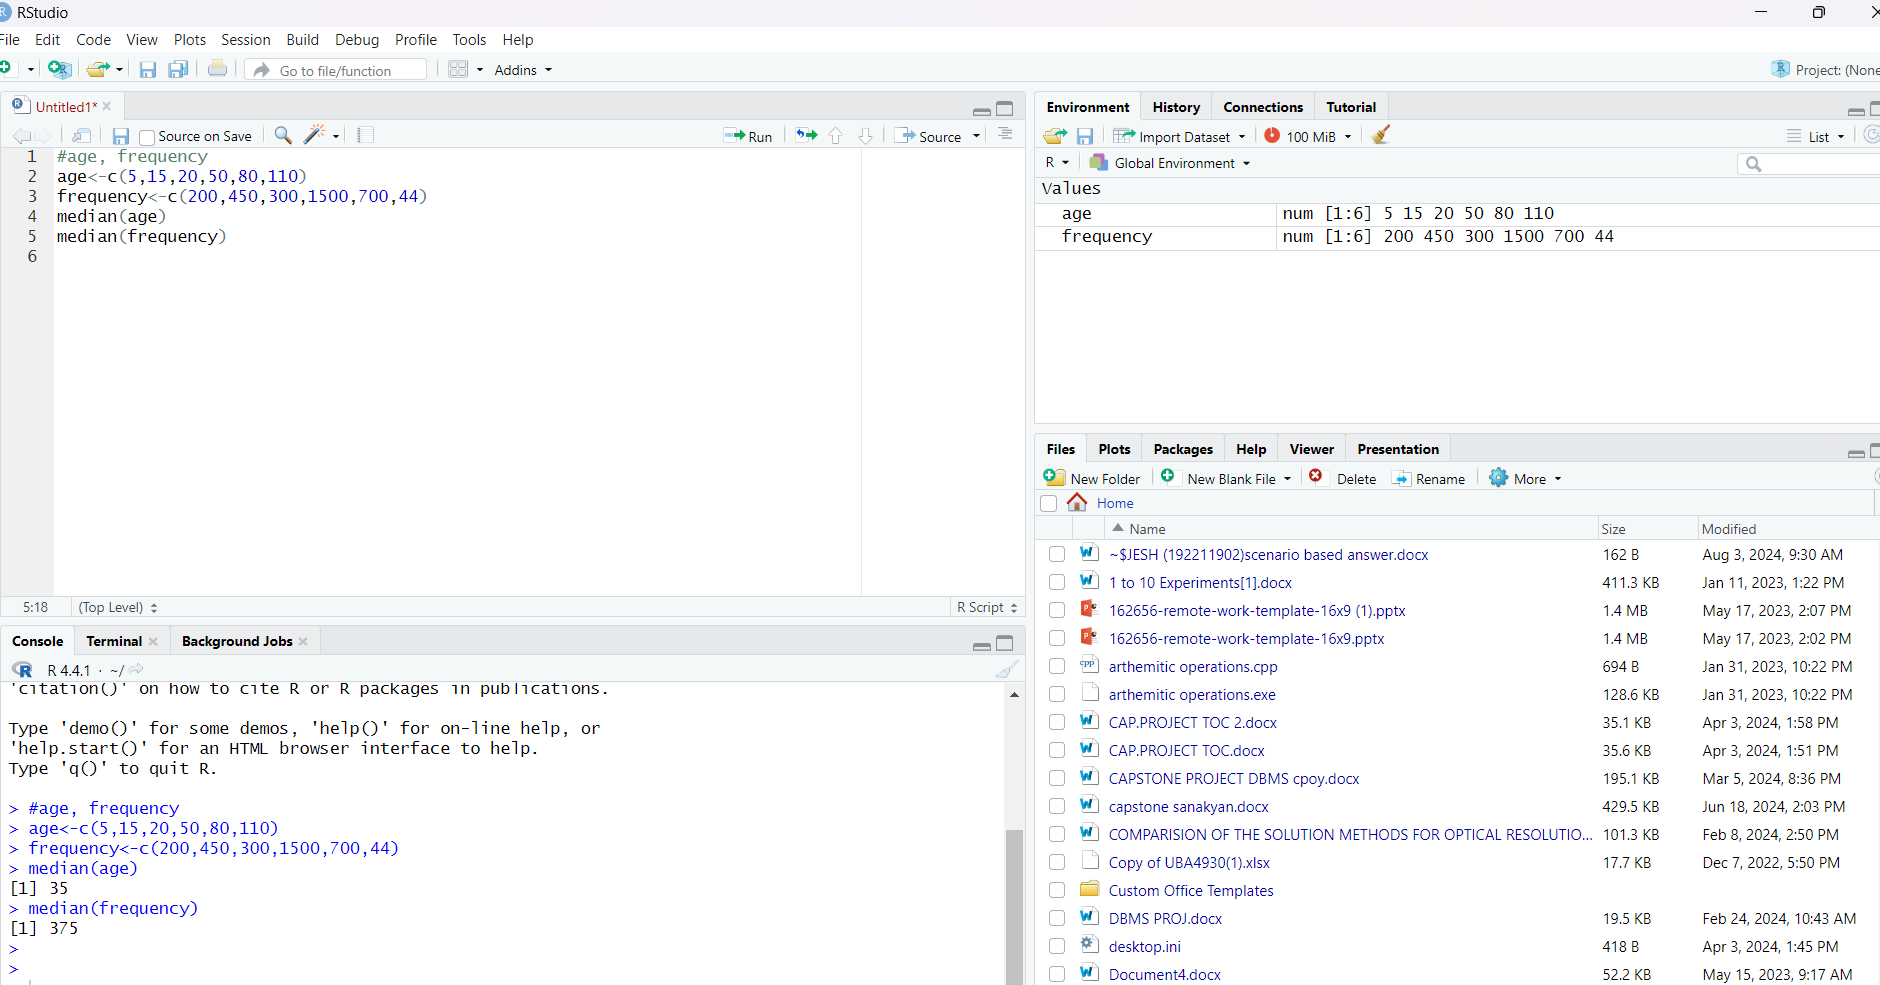 RStudio
File Edit Code View Plots Session Build Debug Profile Tools Help
Go to file/function Addins Project: (None
Untitled1*
Source on Save Run Source
1 #age, frequency
2 age<-c(5,15,20,50,80,110)
3 frequency<-c(200,450,300,1500,700,44)
4 median(age)
5 median(frequency)
6
5:18 (Top Level) R Script
Console Terminal Background Jobs
R 4.4.1 · ~/
'citation()' on how to cite R or R packages in publications.
Type 'demo()' for some demos, 'help()' for on-line help, or
'help.start()' for an HTML browser interface to help.
Type 'q()' to quit R.
> #age, frequency
> age<-c(5,15,20,50,80,110)
> frequency<-c(200,450,300,1500,700,44)
> median(age)
[1] 35
> median(frequency)
[1] 375
>
>
Environment History Connections Tutorial
Import Dataset 100 MiB List
R Global Environment
Values
age num [1:6] 5 15 20 50 80 110
frequency num [1:6] 200 450 300 1500 700 44
Files Plots Packages Help Viewer Presentation
New Folder New Blank File Delete Rename More
Home
Name Size Modified
~$JESH (192211902)scenario based answer.docx 162 B Aug 3, 2024, 9:30 AM
1 to 10 Experiments[1].docx 411.3 KB Jan 11, 2023, 1:22 PM
162656-remote-work-template-16x9 (1).pptx 1.4 MB May 17, 2023, 2:07 PM
162656-remote-work-template-16x9.pptx 1.4 MB May 17, 2023, 2:02 PM
arthemitic operations.cpp 694 B Jan 31, 2023, 10:22 PM
arthemitic operations.exe 128.6 KB Jan 31, 2023, 10:22 PM
CAP.PROJECT TOC 2.docx 35.1 KB Apr 3, 2024, 1:58 PM
CAP.PROJECT TOC.docx 35.6 KB Apr 3, 2024, 1:51 PM
CAPSTONE PROJECT DBMS cpoy.docx 195.1 KB Mar 5, 2024, 8:36 PM
capstone sanakyan.docx 429.5 KB Jun 18, 2024, 2:03 PM
COMPARISION OF THE SOLUTION METHODS FOR OPTICAL RESOLUTIO... 101.3 KB Feb 8, 2024, 2:50 PM
Copy of UBA4930(1).xlsx 17.7 KB Dec 7, 2022, 5:50 PM
Custom Office Templates
DBMS PROJ.docx 19.5 KB Feb 24, 2024, 10:43 AM
desktop.ini 418 B Apr 3, 2024, 1:45 PM
Document4.docx 52.2 KB May 15, 2023, 9:17 AM